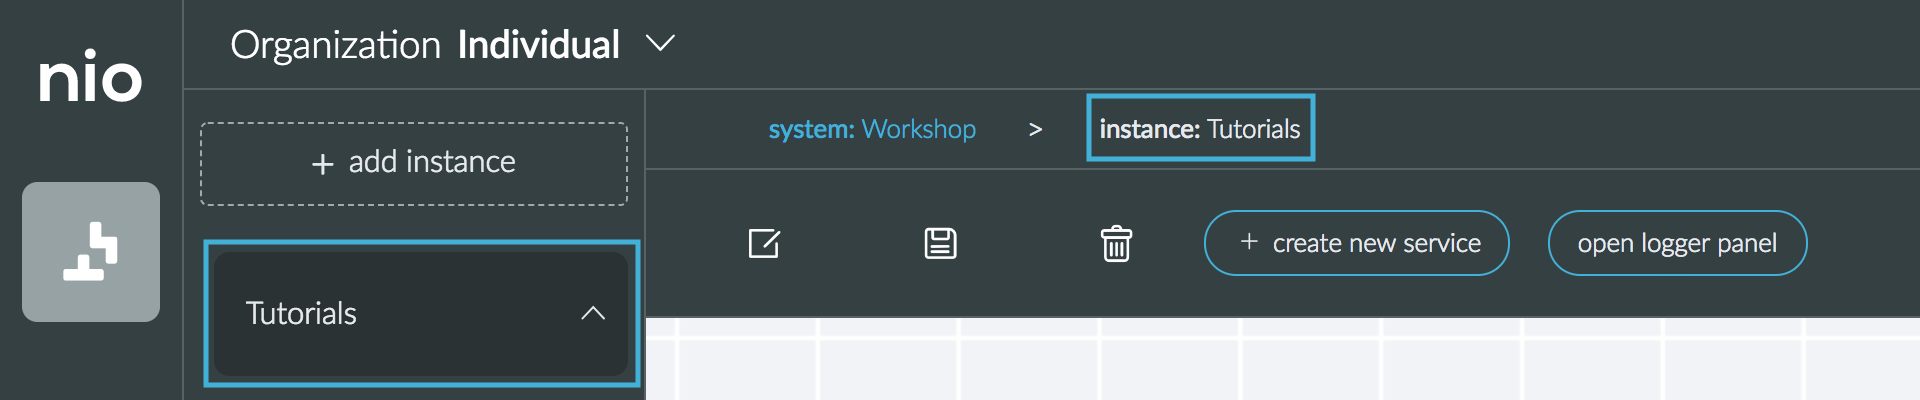 nio
Organization Individual
+ add instance
Tutorials
system: Workshop > instance: Tutorials
+ create new service
open logger panel